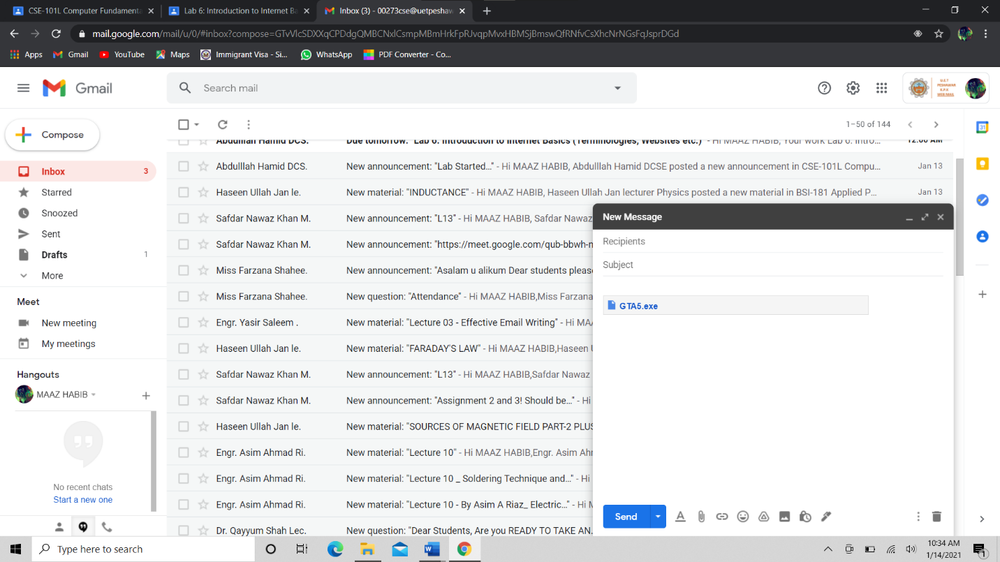 CSE-101L Computer Fundamenta
Lab 6: Introduction to Internet Ba
Inbox (3) - 00273cse@uetpeshaw
mail.google.com/mail/u/0/#inbox?compose=GTvVlcSDXXqCPDdgQMBCNxlCsmpMBmHrkFpRJvqpMvxHBMSjBmswQfRNfvCsXhcNrNGsFqJsprDGd
Apps Gmail YouTube Maps Immigrant Visa - Si... WhatsApp PDF Converter - Co...
Gmail
Search mail
U.E.T
PESHAWAR
K.P.K
WEB MAIL
Compose
1–50 of 144
Inbox 3
Starred
Snoozed
Sent
Drafts 1
More
Meet
New meeting
My meetings
Hangouts
MAAZ HABIB
No recent chats
Start a new one
Abdulllah Hamid DCS. Due tomorrow: "Lab 6: Introduction to Internet Basics (Terminologies, Websites etc.)" - Hi MAAZ HABIB, Your work Lab 6: Intro... 12:00 AM
Abdulllah Hamid DCS. New announcement: "Lab Started..." - Hi MAAZ HABIB, Abdulllah Hamid DCSE posted a new announcement in CSE-101L Compu... Jan 13
Haseen Ullah Jan le. New material: "INDUCTANCE" - Hi MAAZ HABIB, Haseen Ullah Jan lecturer Physics posted a new material in BSI-181 Applied P... Jan 13
Safdar Nawaz Khan M. New announcement: "L13" - Hi MAAZ HABIB, Safdar Nawaz
Safdar Nawaz Khan M. New announcement: "https://meet.google.com/qub-bbwh-n
Miss Farzana Shahee. New announcement: "Asalam u alikum Dear students please
Miss Farzana Shahee. New question: "Attendance" - Hi MAAZ HABIB,Miss Farzana
Engr. Yasir Saleem . New material: "Lecture 03 - Effective Email Writing" - Hi MAA
Haseen Ullah Jan le. New material: "FARADAY'S LAW" - Hi MAAZ HABIB,Haseen U
Safdar Nawaz Khan M. New announcement: "L13" - Hi MAAZ HABIB,Safdar Nawaz
Safdar Nawaz Khan M. New announcement: "Assignment 2 and 3! Should be..." - Hi
Haseen Ullah Jan le. New material: "SOURCES OF MAGNETIC FIELD PART-2 PLUS
Engr. Asim Ahmad Ri. New material: "Lecture 10" - Hi MAAZ HABIB,Engr. Asim Ahr
Engr. Asim Ahmad Ri. New material: "Lecture 10 _ Soldering Technique and..." - Hi
Engr. Asim Ahmad Ri. New material: "Lecture 10 - By Asim A Riaz_ Electric..." - Hi M
Dr. Qayyum Shah Lec. New question: "Dear Students, Are you READY TO TAKE AN.
New Message
Recipients
Subject
GTA5.exe
Send
31
Type here to search
10:34 AM
1/14/2021
1